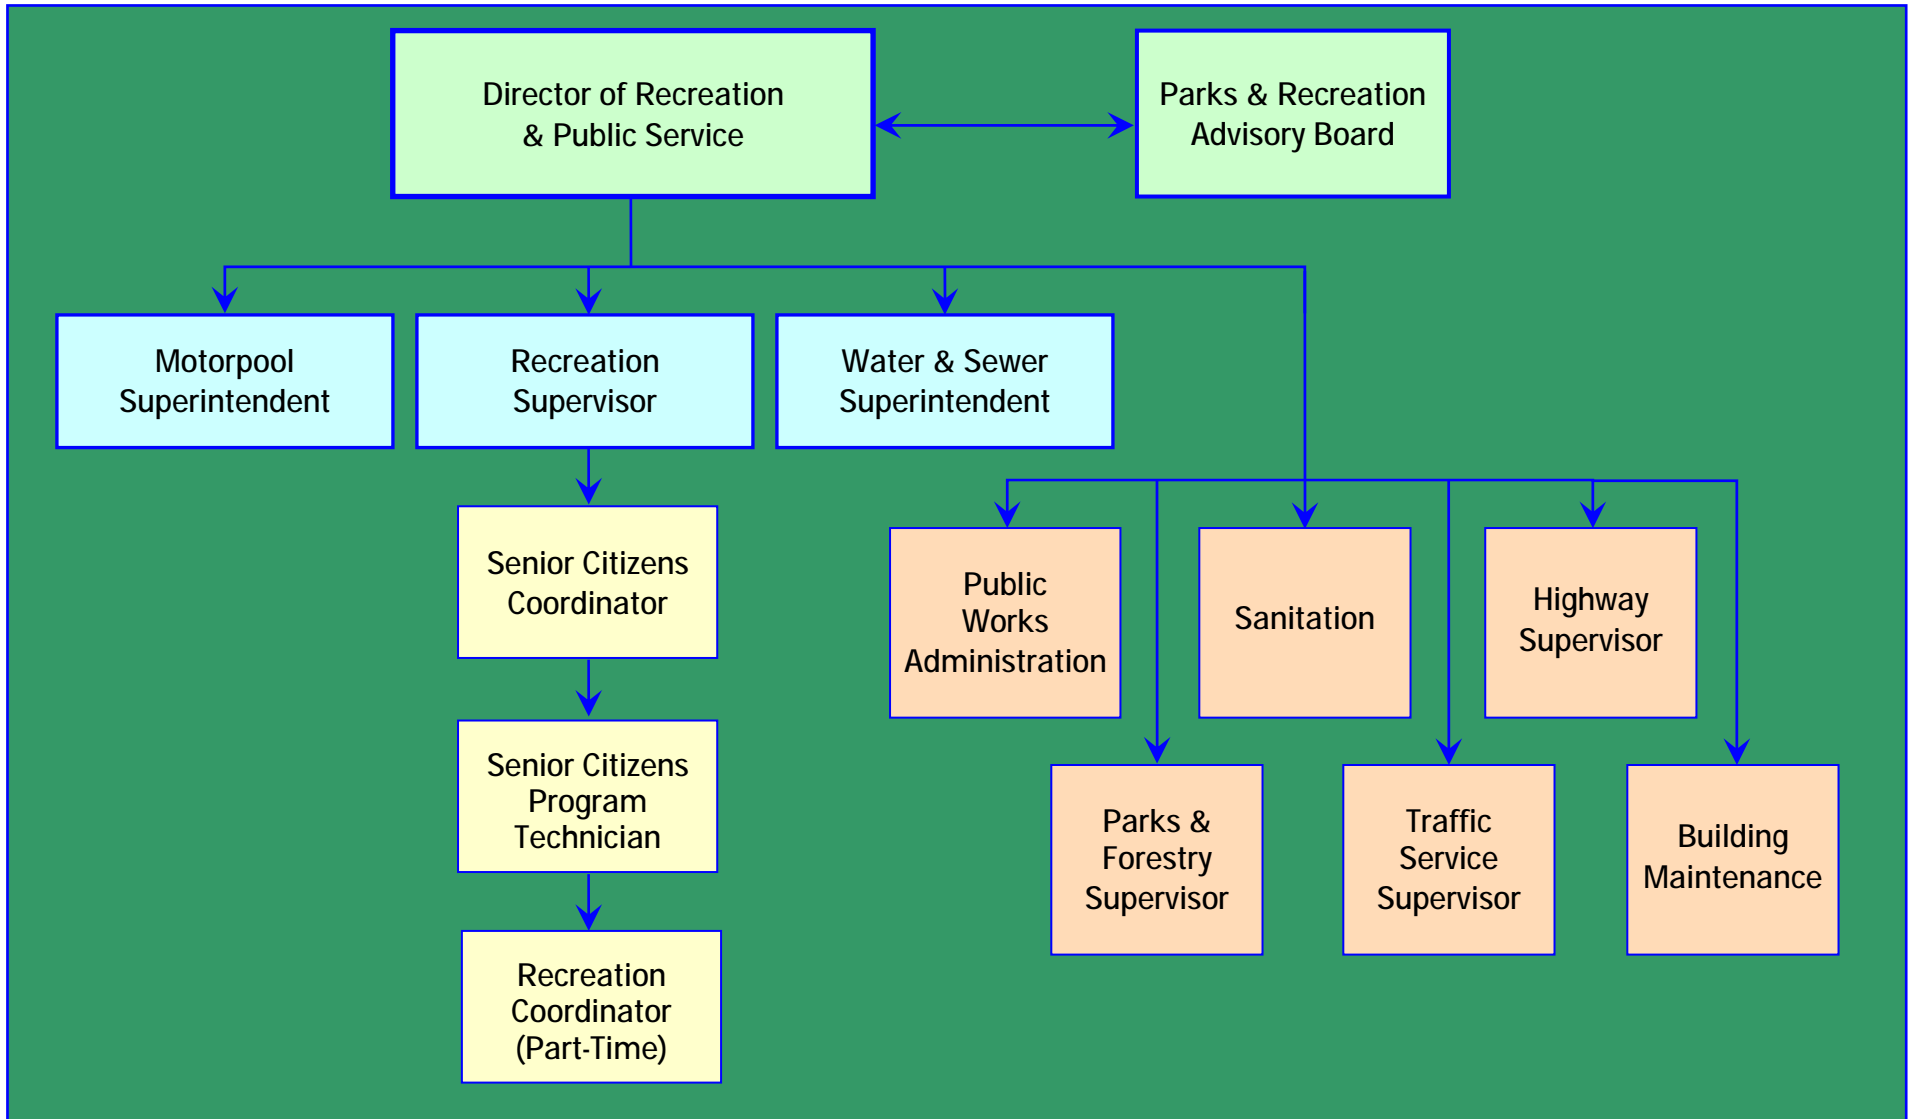 Director of Recreation
& Public Service
Parks & Recreation
Advisory Board
Motorpool
Superintendent
Recreation
Supervisor
Water & Sewer
Superintendent
Senior Citizens
Coordinator
Public
Works
Administration
Sanitation
Highway
Supervisor
Senior Citizens
Program
Technician
Parks &
Forestry
Supervisor
Traffic
Service
Supervisor
Building
Maintenance
Recreation
Coordinator
(Part-Time)